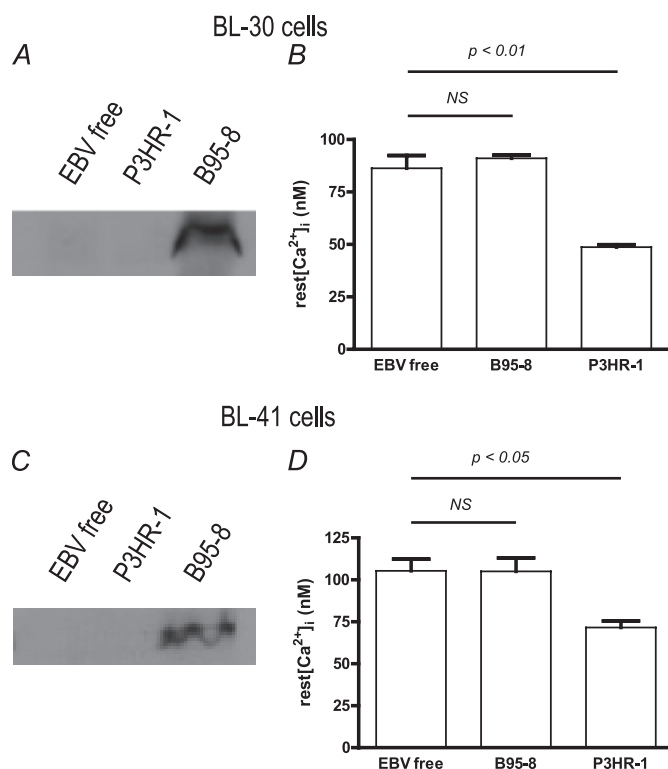 BL-30 cells
A
EBV free
P3HR-1
B95-8
B
p < 0.01
NS
100
75
50
25
0
rest[Ca²⁺]ᵢ (nM)
EBV free
B95-8
P3HR-1
BL-41 cells
C
EBV free
P3HR-1
B95-8
D
p < 0.05
NS
125
100
75
50
25
0
rest[Ca²⁺]ᵢ (nM)
EBV free
B95-8
P3HR-1